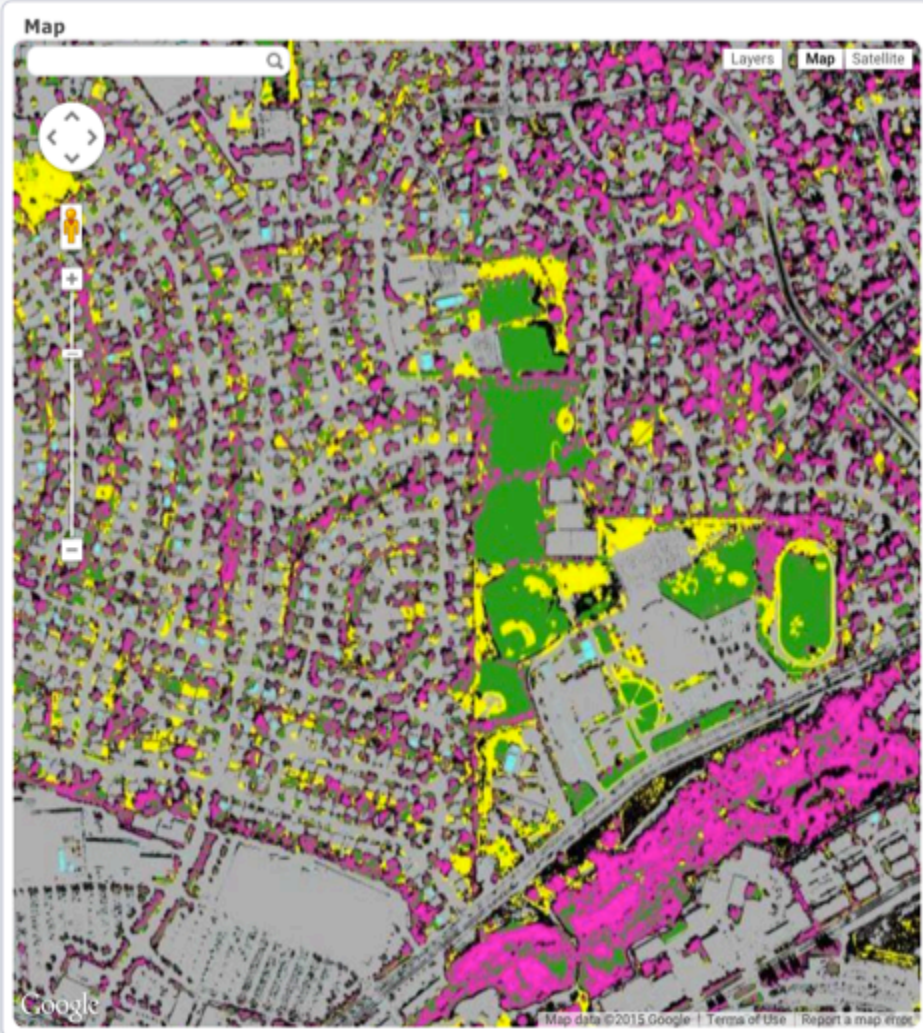 Map
Layers
Map
Satellite
Google
Map data ©2015 Google
Terms of Use
Report a map error